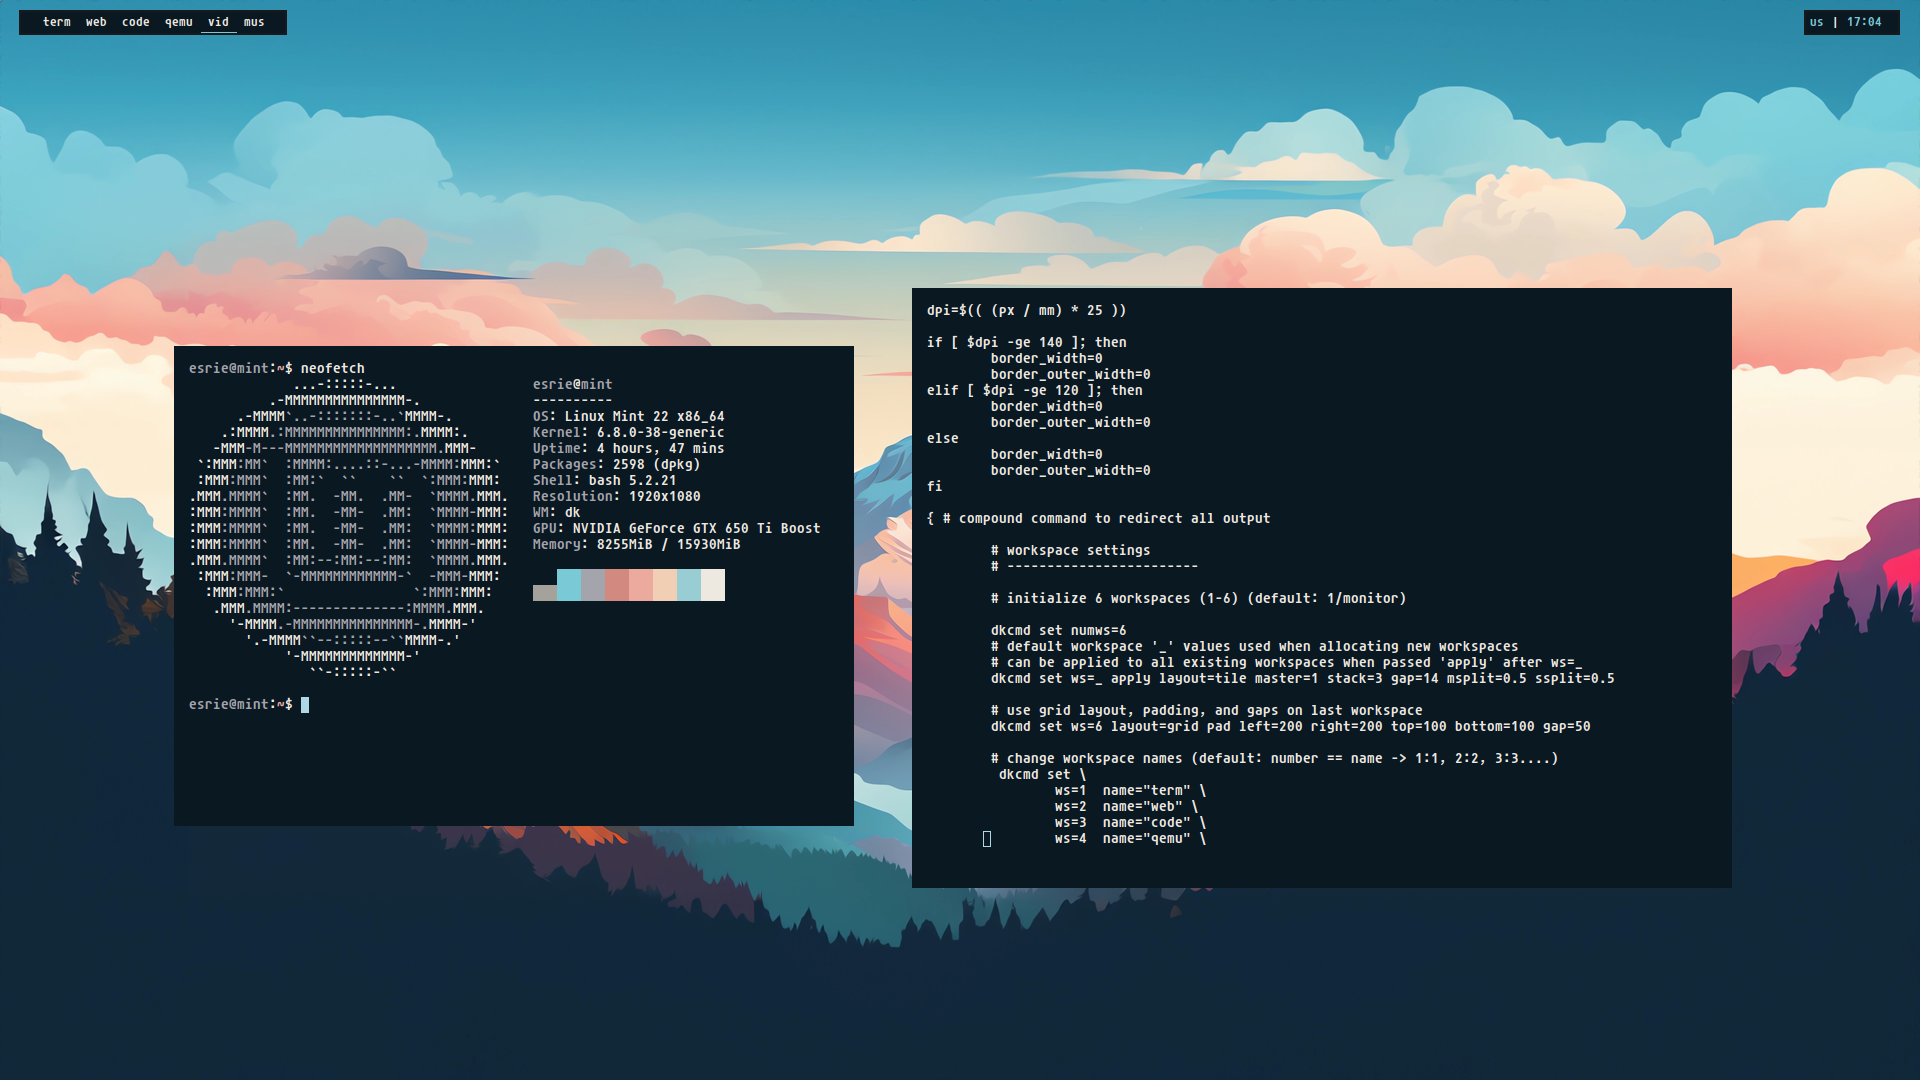 term web code qemu vid mus
us | 17:04
esrie@mint:~$ neofetch
...-:::::-...
.-MMMMMMMMMMMMMMM-.
.-MMMM`..-:::::::-..`MMMM-.
.:MMMM.:MMMMMMMMMMMMMMM:.MMMM:.
-MMM-M---MMMMMMMMMMMMMMMMMMM.MMM-
`:MMM:MM`  :MMMM:....::-...-MMMM:MMM:`
:MMM:MMM`  :MM:`  ``    ``  `:MMM:MMM:
.MMM.MMMM`  :MM.  -MM.  .MM-  `MMMM.MMM.
:MMM:MMMM`  :MM.  -MM-  .MM:  `MMMM-MMM:
:MMM:MMMM`  :MM.  -MM-  .MM:  `MMMM:MMM:
:MMM:MMMM`  :MM.  -MM-  .MM:  `MMMM-MMM:
.MMM.MMMM`  :MM:--:MM:--:MM:  `MMMM.MMM.
:MMM:MMM-  `-MMMMMMMMMMMM-`  -MMM-MMM:
:MMM:MMM:`                `:MMM:MMM:
.MMM.MMMM:--------------:MMMM.MMM.
'-MMMM.-MMMMMMMMMMMMMMM-.MMMM-'
'.-MMMM``--:::::--``MMMM-.'
'-MMMMMMMMMMMMM-'
``-:::::-``
esrie@mint
----------
OS: Linux Mint 22 x86_64
Kernel: 6.8.0-38-generic
Uptime: 4 hours, 47 mins
Packages: 2598 (dpkg)
Shell: bash 5.2.21
Resolution: 1920x1080
WM: dk
GPU: NVIDIA GeForce GTX 650 Ti Boost
Memory: 8255MiB / 15930MiB
esrie@mint:~$
dpi=$(( (px / mm) * 25 ))
if [ $dpi -ge 140 ]; then
border_width=0
border_outer_width=0
elif [ $dpi -ge 120 ]; then
border_width=0
border_outer_width=0
else
border_width=0
border_outer_width=0
fi
{ # compound command to redirect all output
# workspace settings
# ------------------------
# initialize 6 workspaces (1-6) (default: 1/monitor)
dkcmd set numws=6
# default workspace '_' values used when allocating new workspaces
# can be applied to all existing workspaces when passed 'apply' after ws=_
dkcmd set ws=_ apply layout=tile master=1 stack=3 gap=14 msplit=0.5 ssplit=0.5
# use grid layout, padding, and gaps on last workspace
dkcmd set ws=6 layout=grid pad left=200 right=200 top=100 bottom=100 gap=50
# change workspace names (default: number == name -> 1:1, 2:2, 3:3....)
dkcmd set \
ws=1  name="term" \
ws=2  name="web" \
ws=3  name="code" \
ws=4  name="qemu" \